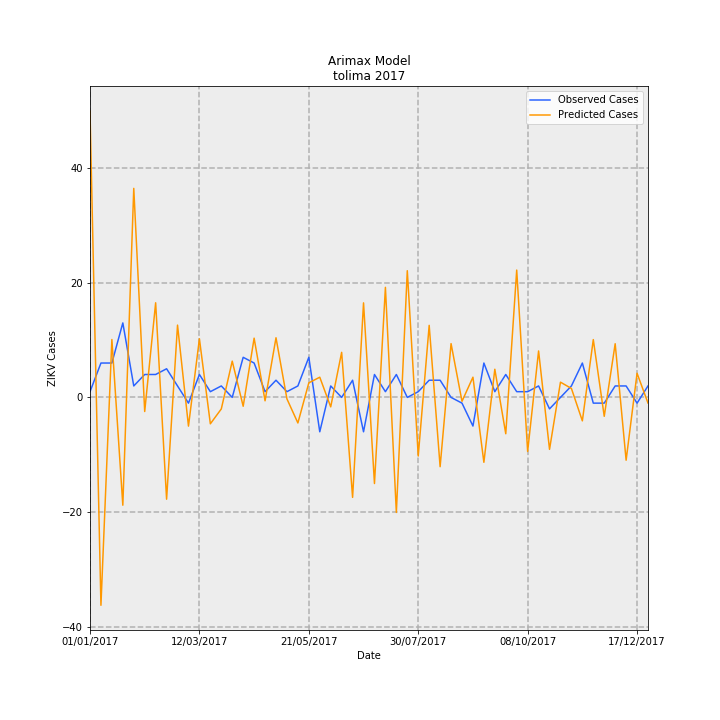 Arimax Model
tolima 2017
Observed Cases
Predicted Cases
ZIKV Cases
40
20
0
−20
−40
01/01/2017
12/03/2017
21/05/2017
30/07/2017
08/10/2017
17/12/2017
Date